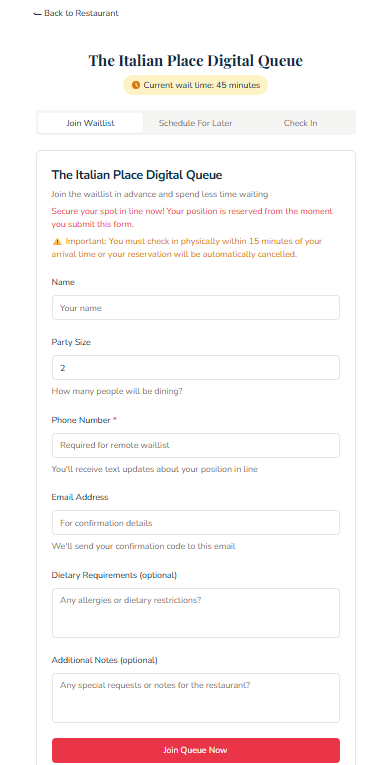 Back to Restaurant
The Italian Place Digital Queue
Current wait time: 45 minutes
Join Waitlist
Schedule For Later
Check In
The Italian Place Digital Queue
Join the waitlist in advance and spend less time waiting
Secure your spot in line now! Your position is reserved from the moment
you submit this form.
⚠ Important: You must check in physically within 15 minutes of your
arrival time or your reservation will be automatically cancelled.
Name
Your name
Party Size
2
How many people will be dining?
Phone Number *
Required for remote waitlist
You'll receive text updates about your position in line
Email Address
For confirmation details
We'll send your confirmation code to this email
Dietary Requirements (optional)
Any allergies or dietary restrictions?
Additional Notes (optional)
Any special requests or notes for the restaurant?
Join Queue Now